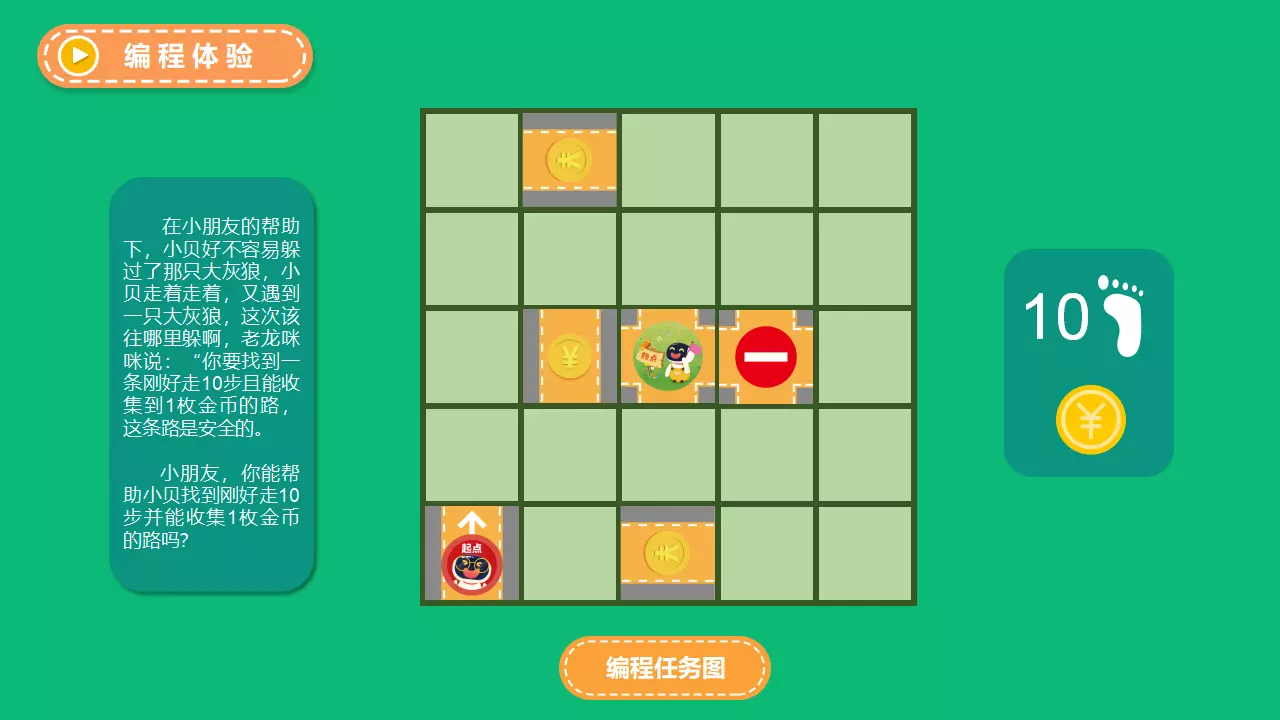 编程体验
在小朋友的帮助
下，小贝好不容易躲
过了那只大灰狼，小
贝走着走着，又遇到
一只大灰狼，这次该
往哪里躲啊，老龙咪
咪说：“你要找到一
条刚好走10步且能收
集到1枚金币的路，
这条路是安全的。
小朋友，你能帮
助小贝找到刚好走10
步并能收集1枚金币
的路吗?
¥
¥
终点
起点
¥
10
¥
编程任务图